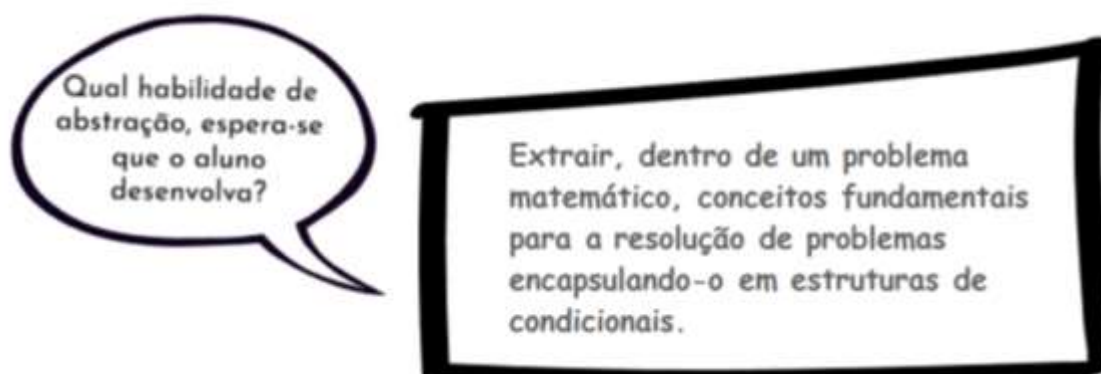 Qual habilidade de
abstração, espera-se
que o aluno
desenvolva?
Extrair, dentro de um problema
matemático, conceitos fundamentais
para a resolução de problemas
encapsulando-o em estruturas de
condicionais.